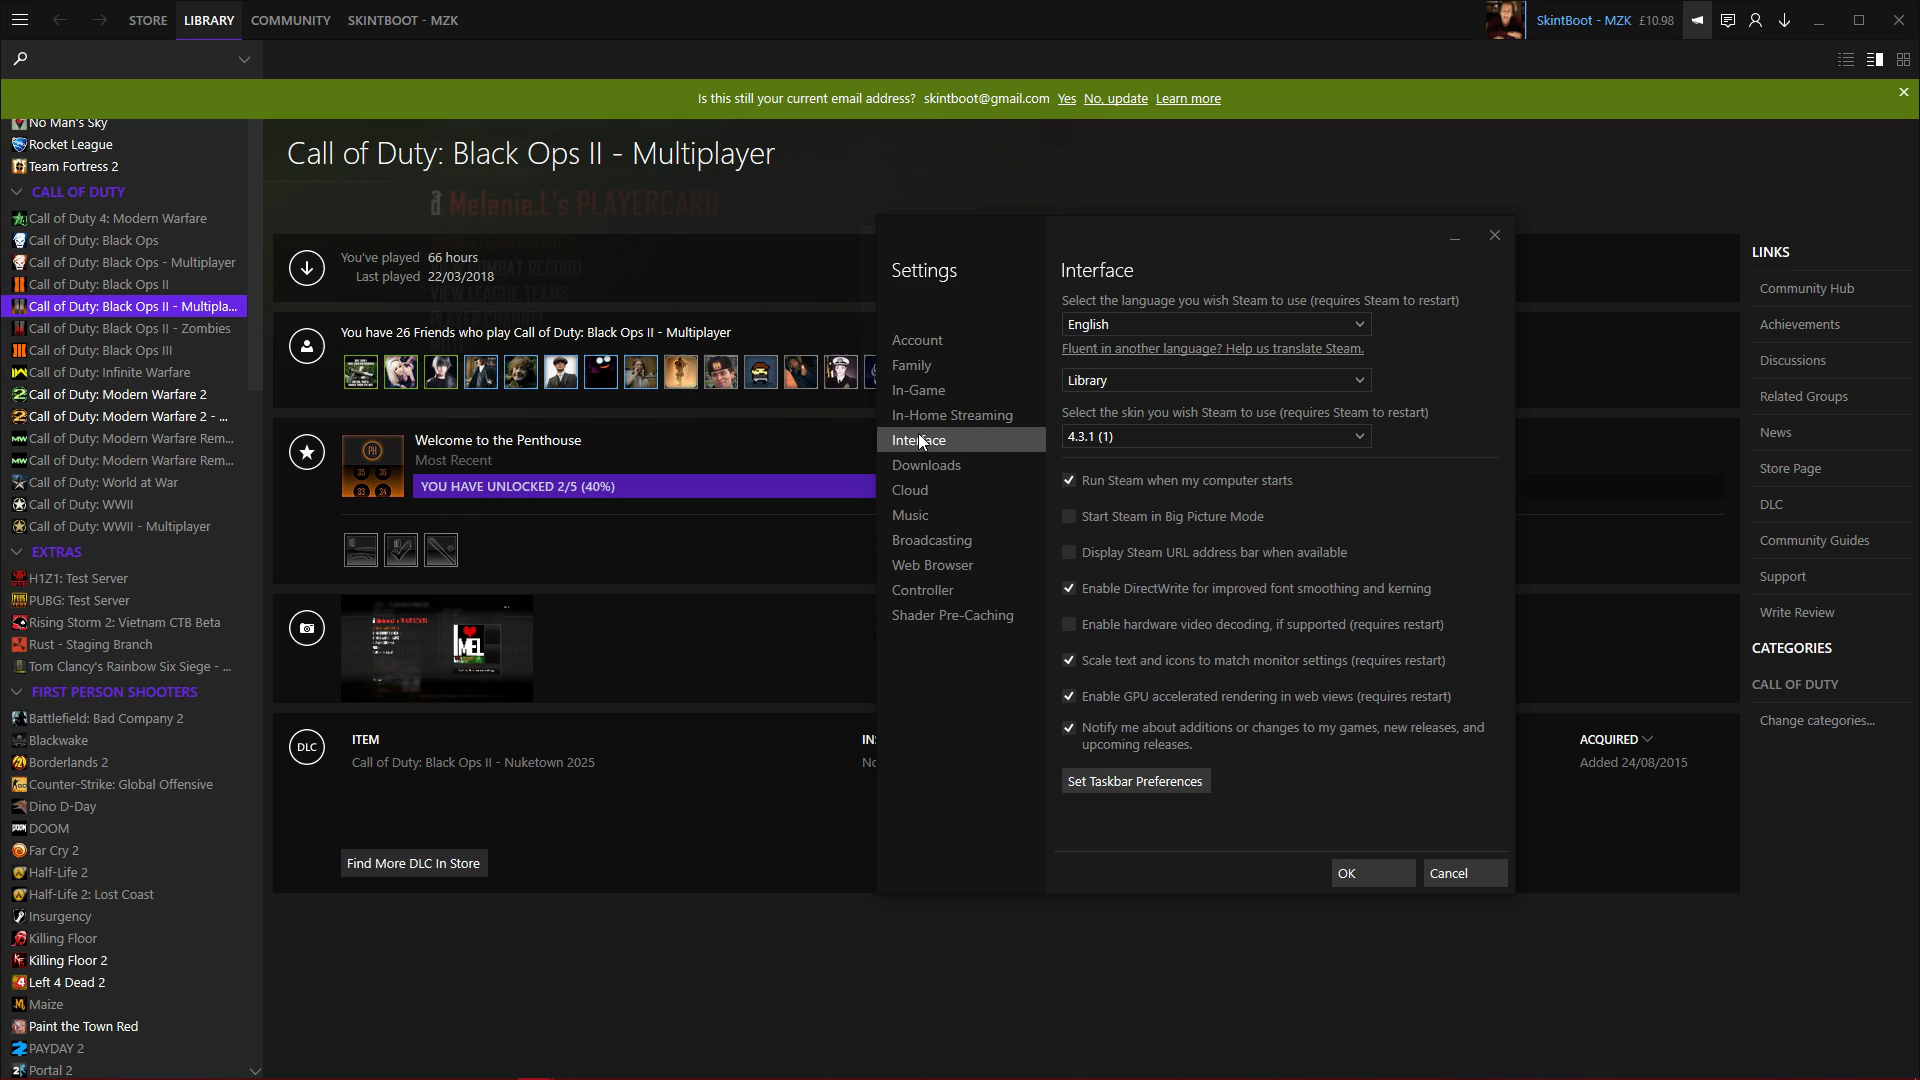 STORE LIBRARY COMMUNITY SKINTBOOT - MZK
SkintBoot - MZK £10.98
Is this still your current email address? skintboot@gmail.com Yes No, update Learn more
No Man's Sky
Rocket League
Team Fortress 2
CALL OF DUTY
Call of Duty 4: Modern Warfare
Call of Duty: Black Ops
Call of Duty: Black Ops - Multiplayer
Call of Duty: Black Ops II
Call of Duty: Black Ops II - Multipla...
Call of Duty: Black Ops II - Zombies
Call of Duty: Black Ops III
Call of Duty: Infinite Warfare
Call of Duty: Modern Warfare 2
Call of Duty: Modern Warfare 2 - ...
Call of Duty: Modern Warfare Rem...
Call of Duty: Modern Warfare Rem...
Call of Duty: World at War
Call of Duty: WWII
Call of Duty: WWII - Multiplayer
EXTRAS
H1Z1: Test Server
PUBG: Test Server
Rising Storm 2: Vietnam CTB Beta
Rust - Staging Branch
Tom Clancy's Rainbow Six Siege - ...
FIRST PERSON SHOOTERS
Battlefield: Bad Company 2
Blackwake
Borderlands 2
Counter-Strike: Global Offensive
Dino D-Day
DOOM
Far Cry 2
Half-Life 2
Half-Life 2: Lost Coast
Insurgency
Killing Floor
Killing Floor 2
Left 4 Dead 2
Maize
Paint the Town Red
PAYDAY 2
Portal 2
Call of Duty: Black Ops II - Multiplayer
Melanie.L's PLAYERCARD
COMBAT RECORD
VIEW LEAGUE TEAMS
PLAYER CHANNEL
You've played 66 hours
Last played 22/03/2018
You have 26 Friends who play Call of Duty: Black Ops II - Multiplayer
Welcome to the Penthouse
Most Recent
YOU HAVE UNLOCKED 2/5 (40%)
PH
35 36
33 34
MEL
DLC
ITEM
Call of Duty: Black Ops II - Nuketown 2025
Find More DLC In Store
ACQUIRED
Added 24/08/2015
Settings
Account
Family
In-Game
In-Home Streaming
Interface
Downloads
Cloud
Music
Broadcasting
Web Browser
Controller
Shader Pre-Caching
Interface
Select the language you wish Steam to use (requires Steam to restart)
English
Fluent in another language? Help us translate Steam.
Library
Select the skin you wish Steam to use (requires Steam to restart)
4.3.1 (1)
Run Steam when my computer starts
Start Steam in Big Picture Mode
Display Steam URL address bar when available
Enable DirectWrite for improved font smoothing and kerning
Enable hardware video decoding, if supported (requires restart)
Scale text and icons to match monitor settings (requires restart)
Enable GPU accelerated rendering in web views (requires restart)
Notify me about additions or changes to my games, new releases, and
upcoming releases.
Set Taskbar Preferences
OK Cancel
LINKS
Community Hub
Achievements
Discussions
Related Groups
News
Store Page
DLC
Community Guides
Support
Write Review
CATEGORIES
CALL OF DUTY
Change categories...